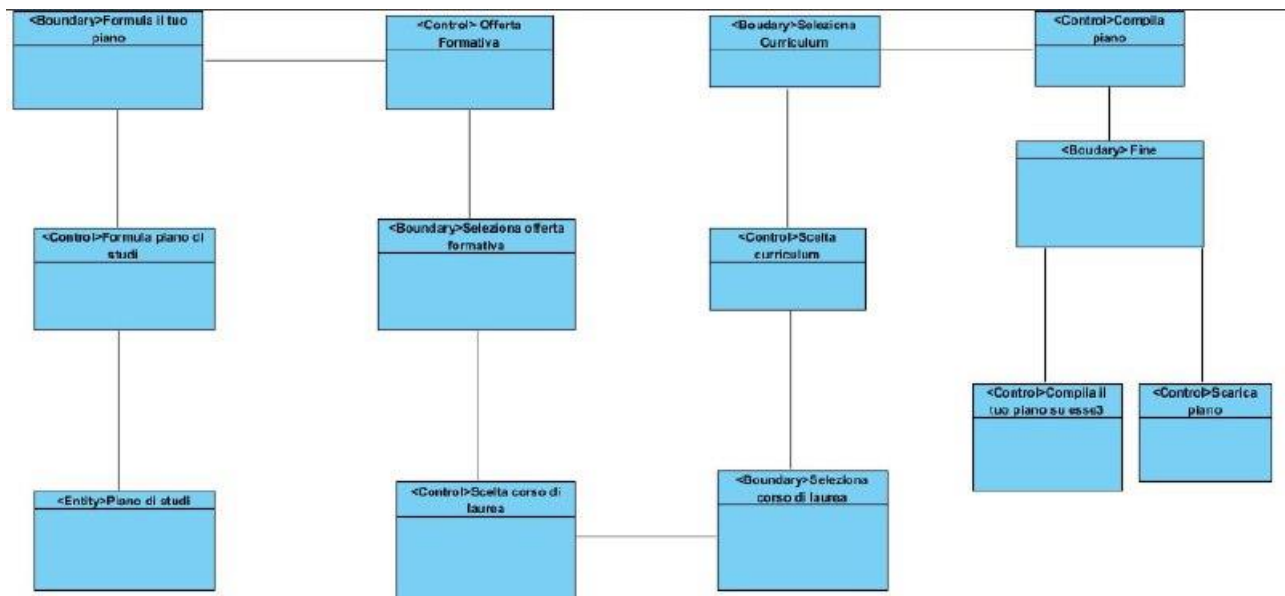 <Boundary>Formula il tuo
piano
<Control> Offerta
Formativa
<Boudary>Seleziona
Curriculum
<Control>Compila
piano
<Boudary> Fine
<Control>Formula piano di
studi
<Boundary>Seleziona offerta
formativa
<Control>Scelta
curriculum
<Control>Compila il
tuo piano su esse3
<Control>Scarica
piano
<Entity>Piano di studi
<Control>Scelta corso di
laurea
<Boundary>Seleziona
corso di laurea